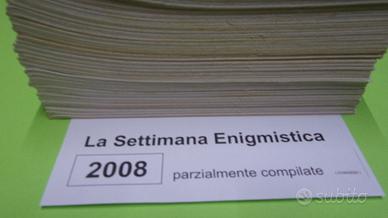 La Settimana Enigmistica
2008 parzialmente compilate
subito